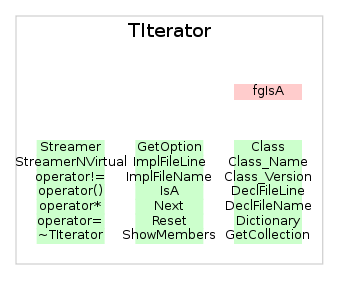 TIterator
fgIsA
Streamer
StreamerNVirtual
operator!=
operator()
operator*
operator=
~TIterator
GetOption
ImplFileLine
ImplFileName
IsA
Next
Reset
ShowMembers
Class
Class_Name
Class_Version
DeclFileLine
DeclFileName
Dictionary
GetCollection